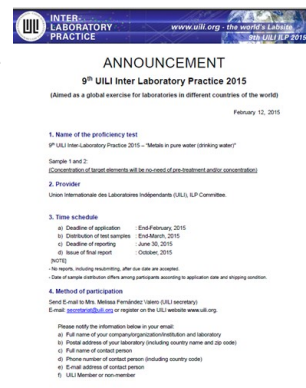 INTER-
LABORATORY
PRACTICE
www.uili.org - the world's Labsite
9th UILI ILP 2015
ANNOUNCEMENT
9th UILI Inter Laboratory Practice 2015
(Aimed as a global exercise for laboratories in different countries of the world)
February 12, 2015
1. Name of the proficiency test
9th UILI Inter-Laboratory Practice 2015 – "Metals in pure water (drinking water)"
Sample 1 and 2:
(Concentration of target elements will be no-need of pre-treatment and/or concentration)
2. Provider
Union Internationale des Laboratoires Indépendants (UILI), ILP Committee.
3. Time schedule
a) Deadline of application : End-February, 2015
b) Distribution of test samples : End-March, 2015
c) Deadline of reporting : June 30, 2015
d) Issue of final report : October, 2015
[NOTE]
- No reports, including resubmitting, after due date are accepted.
- Date of sample distribution differs among participants according to application date and shipping condition.
4. Method of participation
Send E-mail to Mrs. Melissa Fernández Valero (UILI secretary)
E-mail: secretariat@uili.org or register on the UILI website www.uili.org.
Please notify the information below in your email:
a) Full name of your company/organization/institution and laboratory
b) Postal address of your laboratory (including country name and zip code)
c) Full name of contact person
d) Phone number of contact person (including country code)
e) E-mail address of contact person
f) UILI Member or non-member